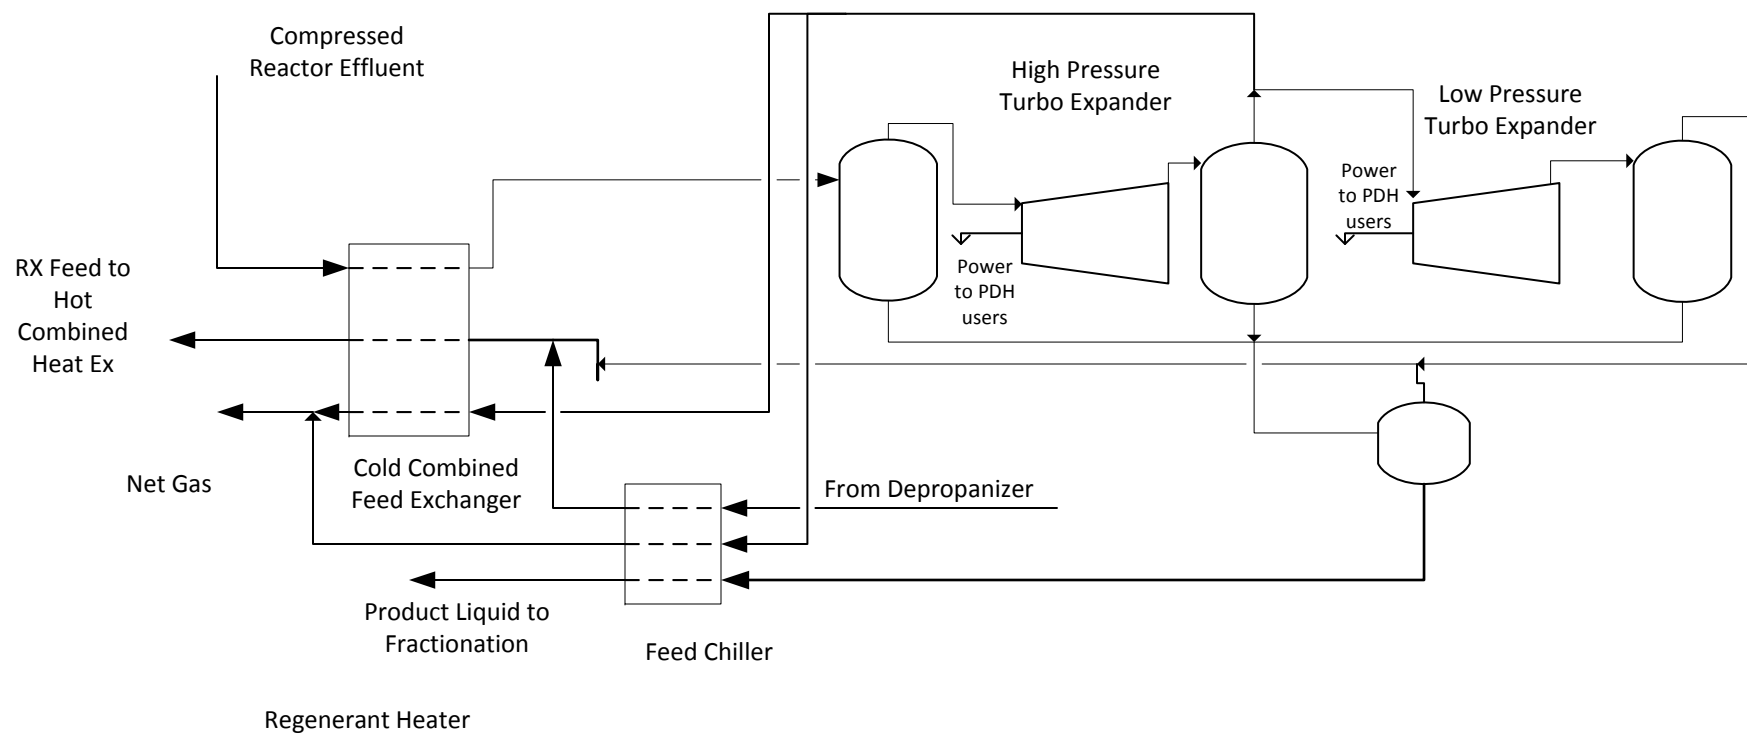 Compressed
Reactor Effluent
High Pressure
Turbo Expander
Low Pressure
Turbo Expander
Power
to PDH
users
Power
to PDH
users
RX Feed to
Hot
Combined
Heat Ex
Net Gas
Cold Combined
Feed Exchanger
From Depropanizer
Product Liquid to
Fractionation
Feed Chiller
Regenerant Heater